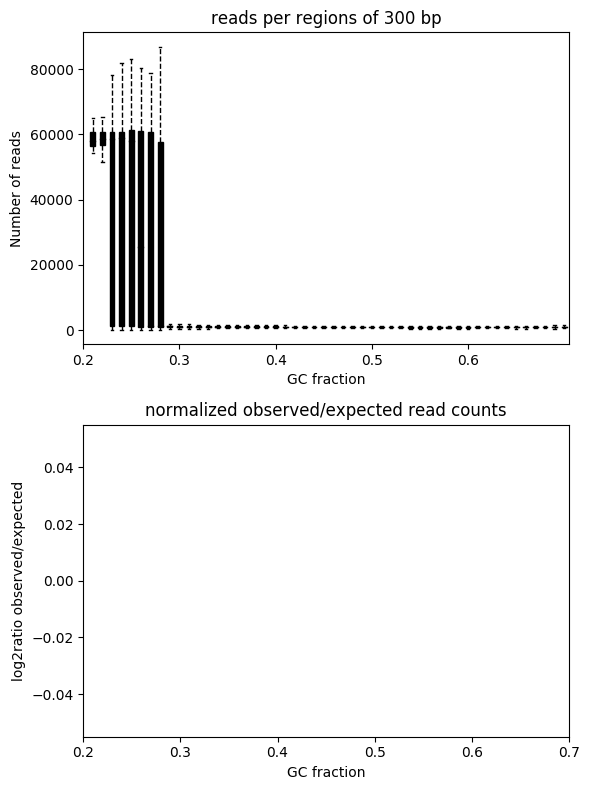 reads per regions of 300 bp
80000
60000
40000
20000
0
Number of reads
0.2 0.3 0.4 0.5 0.6
GC fraction
normalized observed/expected read counts
0.04
0.02
0.00
−0.02
−0.04
log2ratio observed/expected
0.2 0.3 0.4 0.5 0.6 0.7
GC fraction